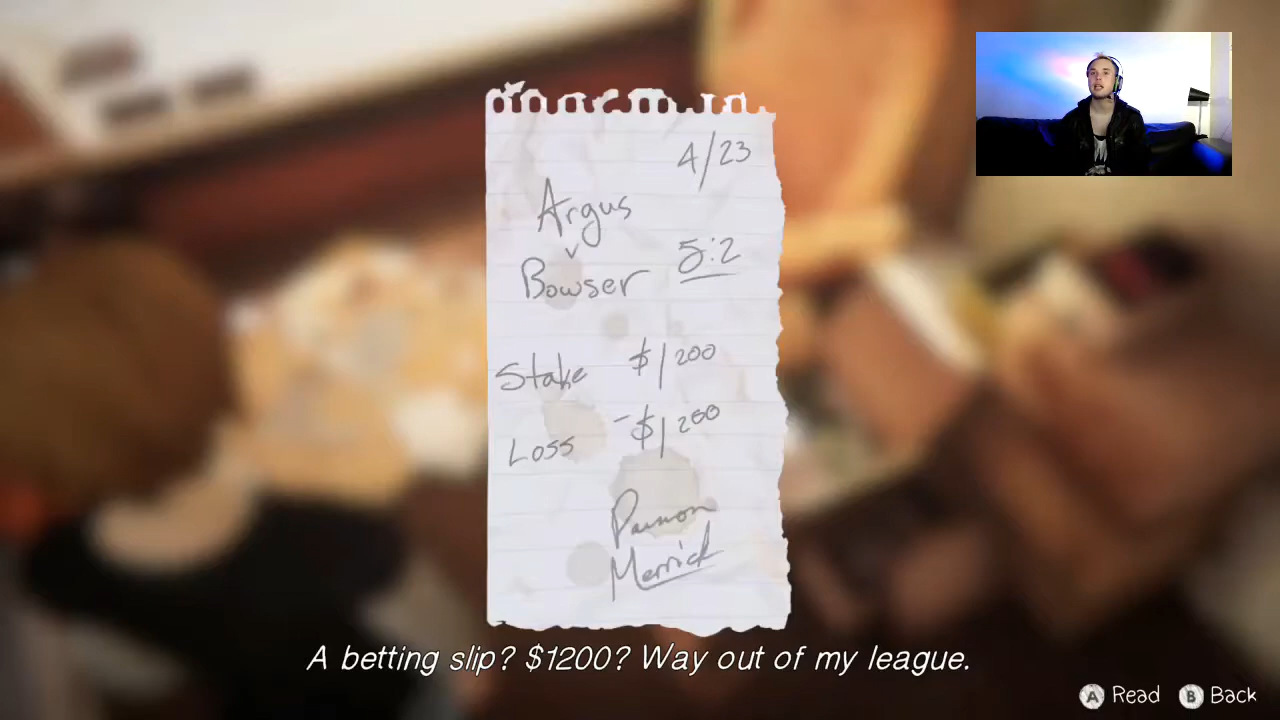 4/23
Argus
v
Bowser 5:2
Stake $1200
Loss -$1200
Damon
Merrick
A betting slip? $1200? Way out of my league.
A Read B Back